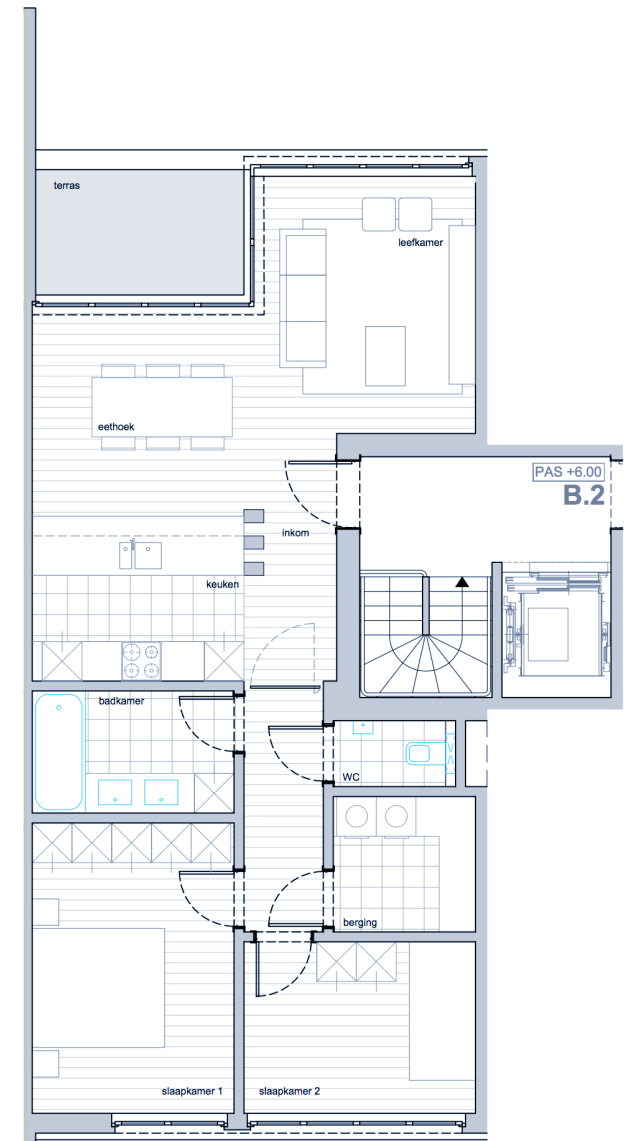 terras
leefkamer
eethoek
PAS +6.00
B.2
inkom
keuken
badkamer
WC
berging
slaapkamer 1
slaapkamer 2